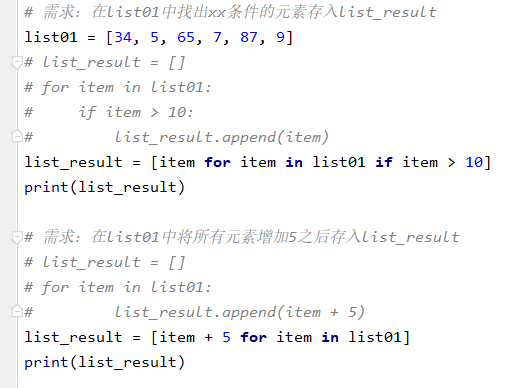 # 需求：在list01中找出xx条件的元素存入list_result
list01 = [34, 5, 65, 7, 87, 9]
# list_result = []
# for item in list01:
#     if item > 10:
#         list_result.append(item)
list_result = [item for item in list01 if item > 10]
print(list_result)

# 需求：在list01中将所有元素增加5之后存入list_result
# list_result = []
# for item in list01:
#         list_result.append(item + 5)
list_result = [item + 5 for item in list01]
print(list_result)